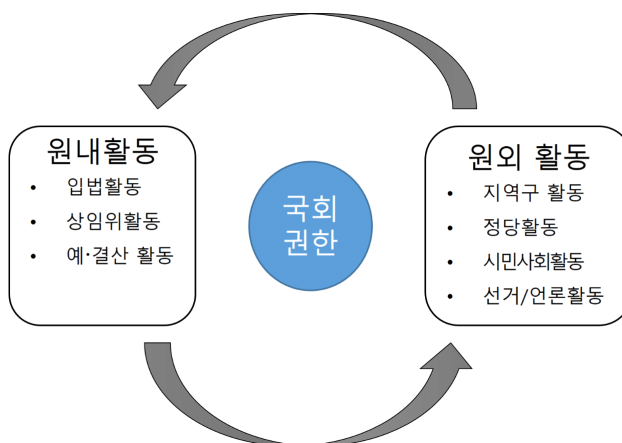 원내활동
• 입법활동
• 상임위활동
• 예·결산 활동
국회
권한
원외 활동
• 지역구 활동
• 정당활동
• 시민사회활동
• 선거/언론활동